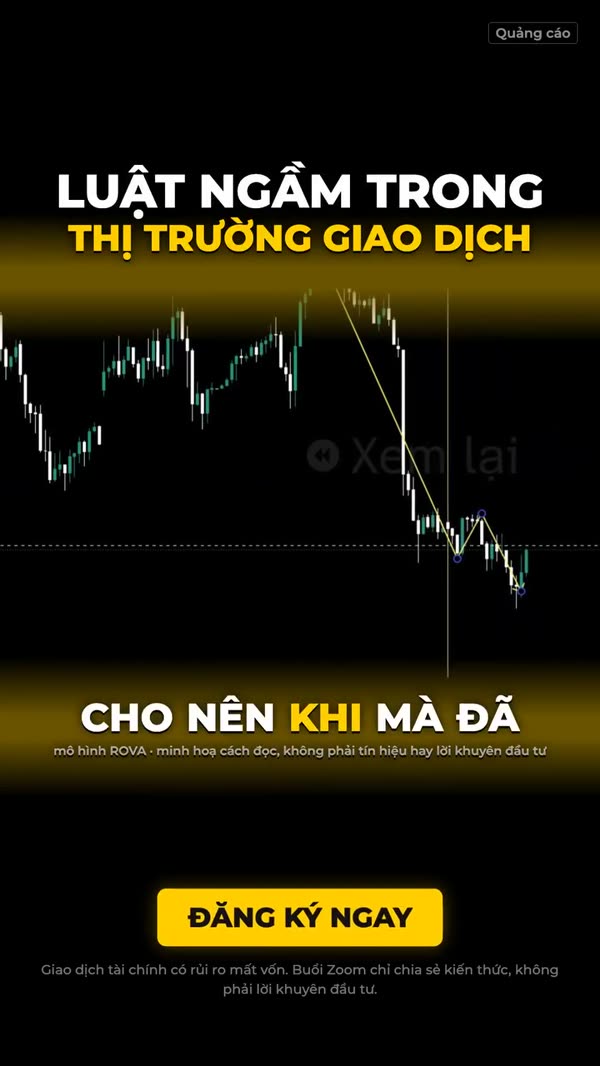 Quảng cáo
LUẬT NGẦM TRONG
THỊ TRƯỜNG GIAO DỊCH
Xem lại
CHO NÊN KHI MÀ ĐÃ
mô hình ROVA · minh hoạ cách đọc, không phải tín hiệu hay lời khuyên đầu tư
ĐĂNG KÝ NGAY
Giao dịch tài chính có rủi ro mất vốn. Buổi Zoom chỉ chia sẻ kiến thức, không
phải lời khuyên đầu tư.